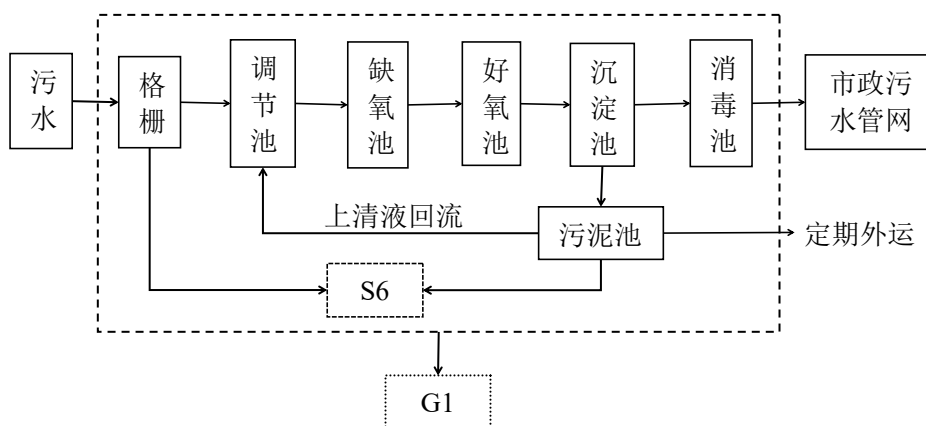 污水
格栅
调节池
缺氧池
好氧池
沉淀池
消毒池
市政污
水管网
上清液回流
污泥池
定期外运
S6
G1